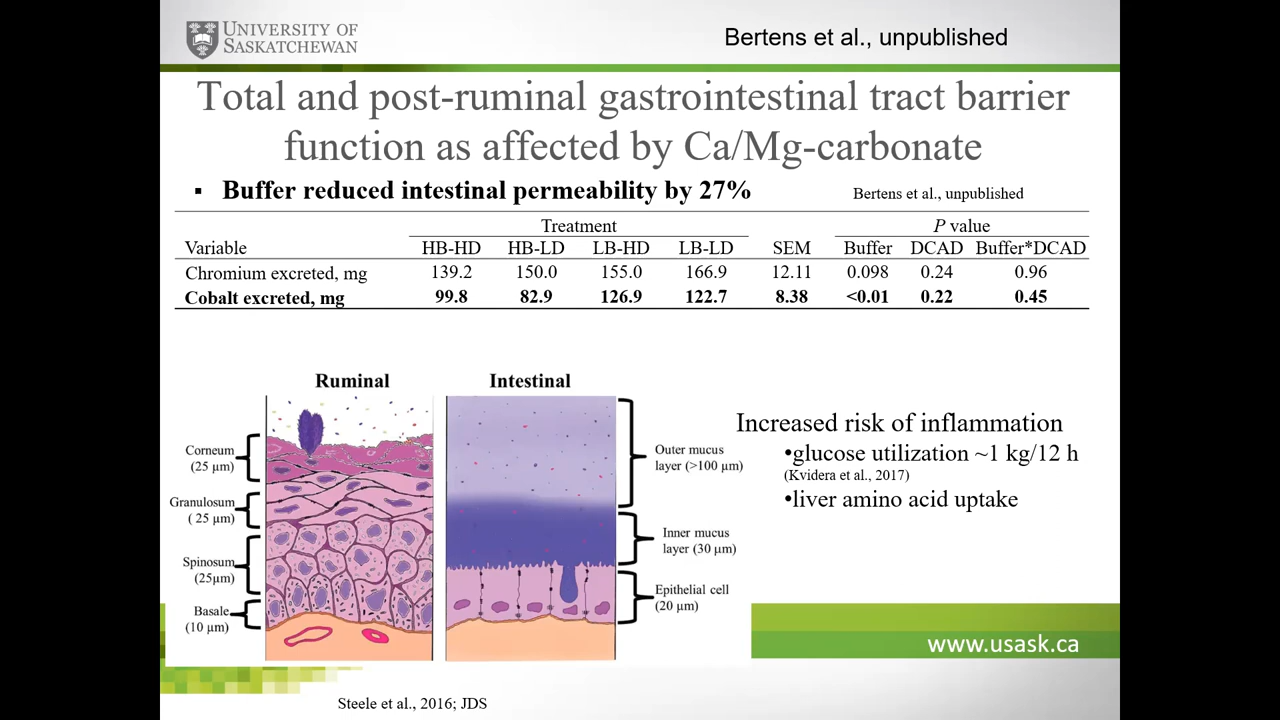 UNIVERSITY OF
SASKATCHEWAN
Bertens et al., unpublished
Total and post-ruminal gastrointestinal tract barrier
function as affected by Ca/Mg-carbonate
▪ Buffer reduced intestinal permeability by 27%
Bertens et al., unpublished
Treatment P value
Variable HB-HD HB-LD LB-HD LB-LD SEM Buffer DCAD Buffer*DCAD
Chromium excreted, mg 139.2 150.0 155.0 166.9 12.11 0.098 0.24 0.96
Cobalt excreted, mg 99.8 82.9 126.9 122.7 8.38 <0.01 0.22 0.45
Ruminal
Corneum
(25 µm)
Granulosum
( 25 µm)
Spinosum
(25µm)
Basale
(10 µm)
Intestinal
Outer mucus
layer (>100 µm)
Inner mucus
layer (30 µm)
Epithelial cell
(20 µm)
Increased risk of inflammation
•glucose utilization ~1 kg/12 h
(Kvidera et al., 2017)
•liver amino acid uptake
www.usask.ca
Steele et al., 2016; JDS